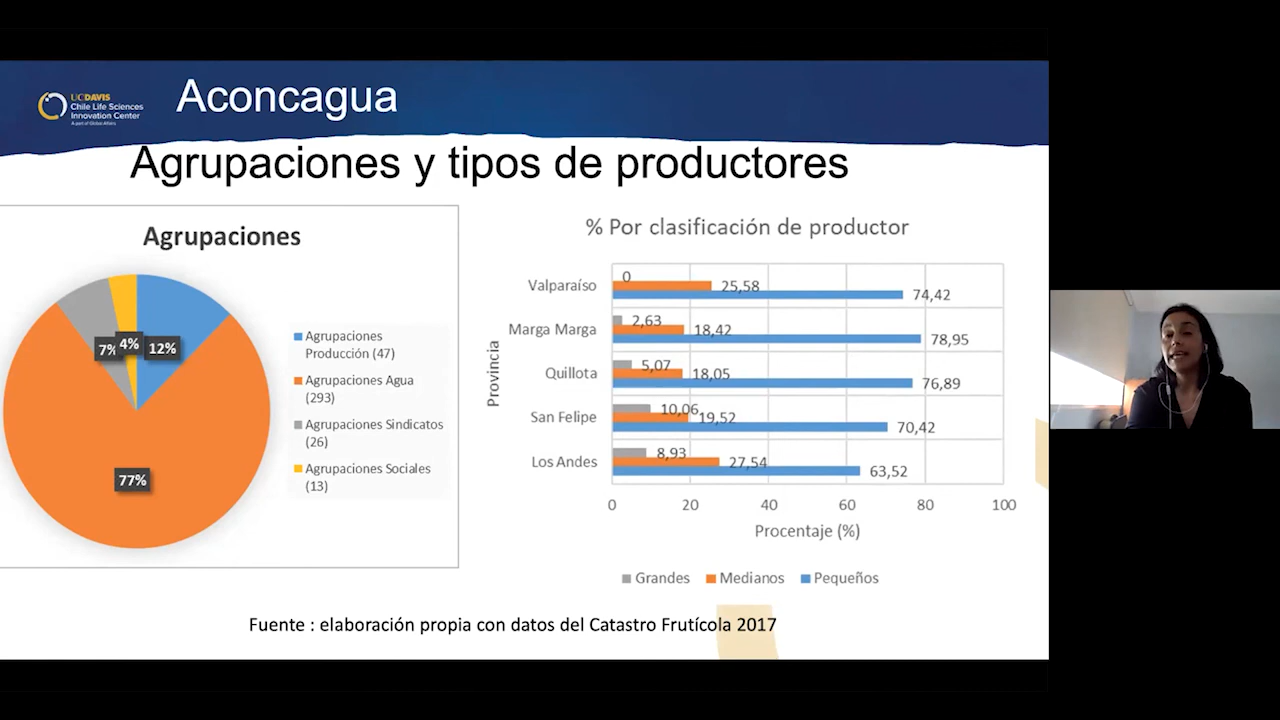 UCDAVIS
Chile Life Sciences
Innovation Center
A part of Global Affairs
Aconcagua
Agrupaciones y tipos de productores
Agrupaciones
7%
4%
12%
77%
Agrupaciones
Producción (47)
Agrupaciones Agua
(293)
Agrupaciones Sindicatos
(26)
Agrupaciones Sociales
(13)
% Por clasificación de productor
Provincia
Valparaíso
0
25,58
74,42
Marga Marga
2,63
18,42
78,95
Quillota
5,07
18,05
76,89
San Felipe
10,06
19,52
70,42
Los Andes
8,93
27,54
63,52
0 20 40 60 80 100
Procentaje (%)
Grandes Medianos Pequeños
Fuente : elaboración propia con datos del Catastro Frutícola 2017